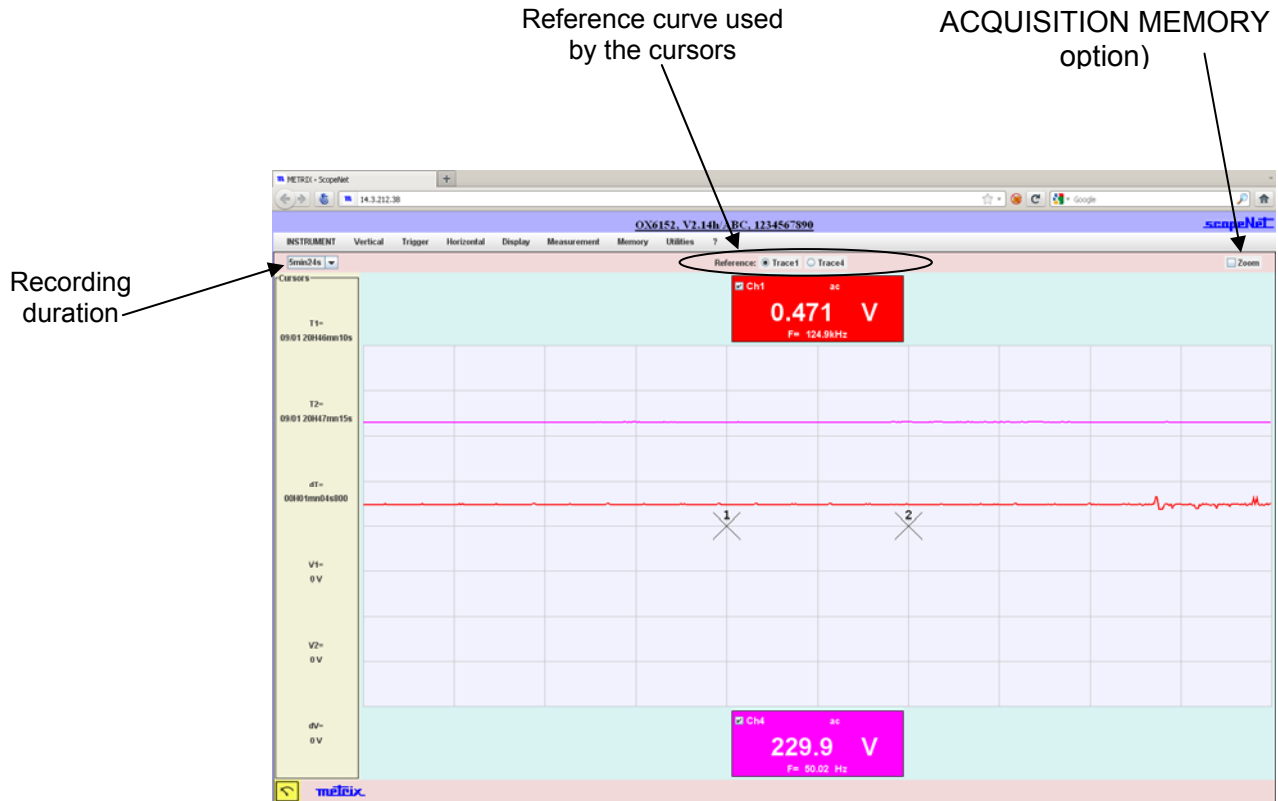 Reference curve used
by the cursors
ACQUISITION MEMORY
option)
METRIX - ScopeNet
+
14.3.212.38
Google
OX6152, V2.14h/ABC, 1234567890
scopeNet
INSTRUMENT Vertical Trigger Horizontal Display Measurement Memory Utilities ?
5min24s
Reference: Trace1 Trace4
Zoom
Recording
duration
Cursors
T1=
09/01 20H46mn10s
T2=
09/01 20H47mn15s
dT=
00H01mn04s800
V1=
0 V
V2=
0 V
dV=
0 V
Ch1 ac
0.471 V
F= 124.9kHz
1
2
Ch4 ac
229.9 V
F= 50.02 Hz
metrix